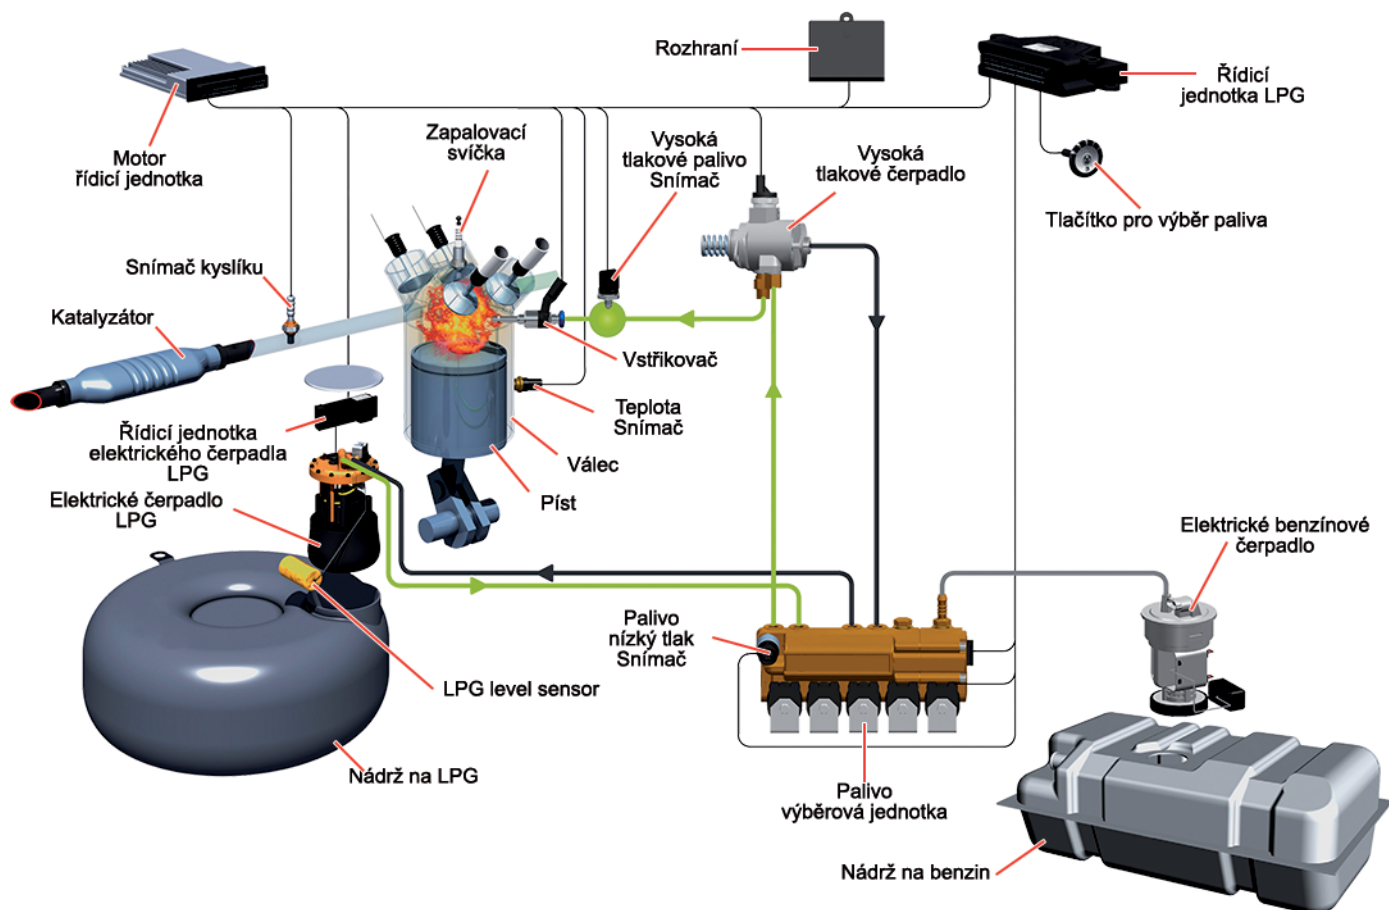 Rozhraní
Řídicí
jednotka LPG
Motor
řídicí jednotka
Zapalovací
svíčka
Vysoká
tlakové palivo
Snímač
Vysoká
tlakové čerpadlo
Tlačítko pro výběr paliva
Snímač kyslíku
Katalyzátor
Vstřikovač
Teplota
Snímač
Řídicí jednotka
elektrického čerpadla
LPG
Válec
Píst
Elektrické čerpadlo
LPG
Elektrické benzínové
čerpadlo
Palivo
nízký tlak
Snímač
LPG level sensor
Nádrž na LPG
Palivo
výběrová jednotka
Nádrž na benzin